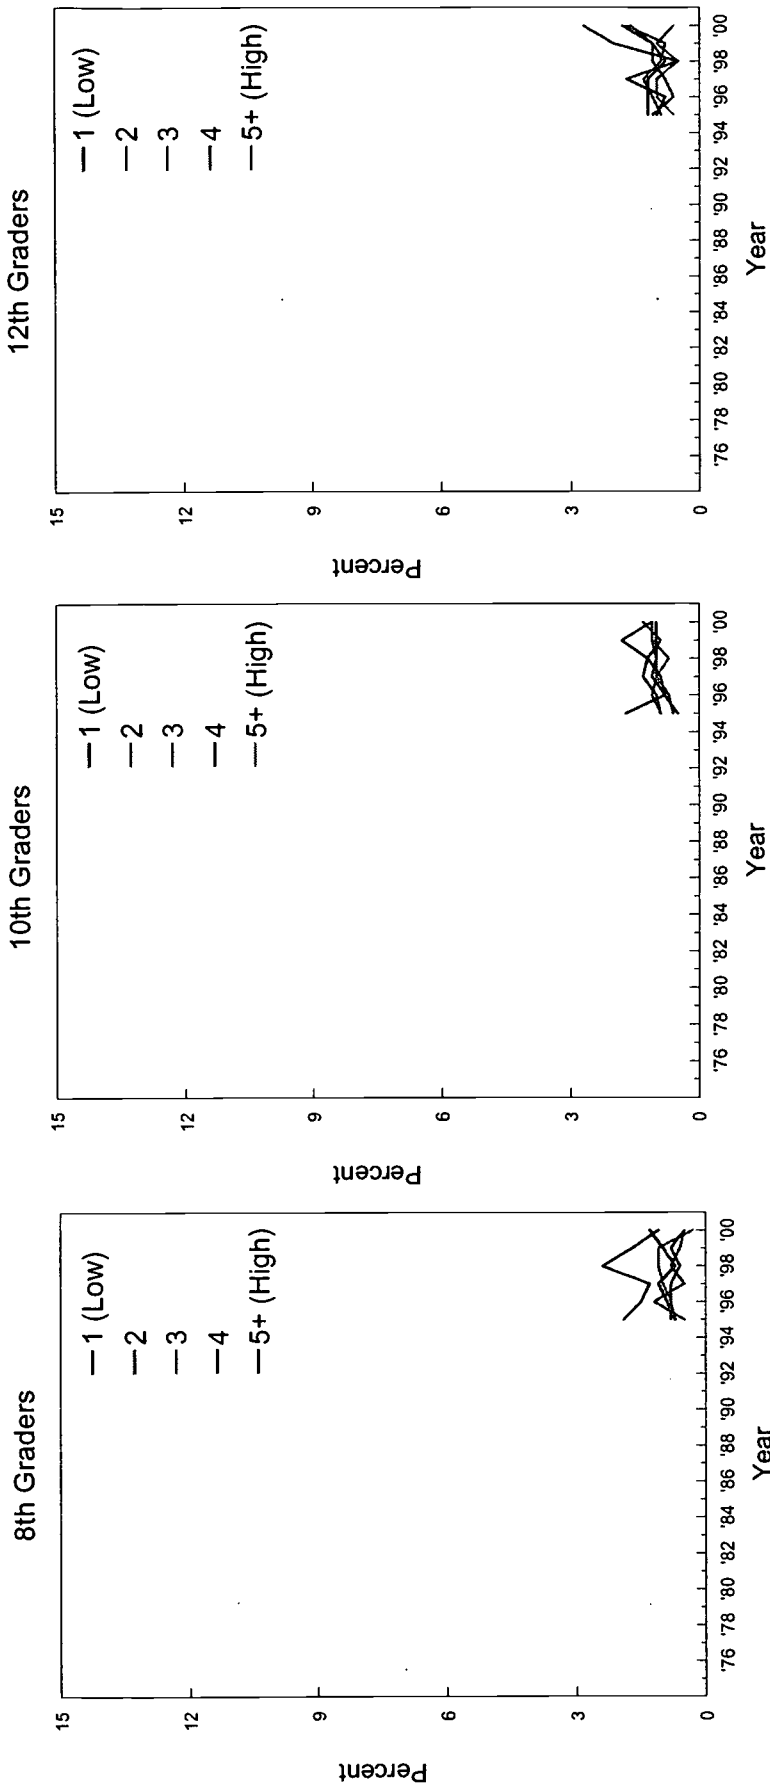 8th Graders
15
12
9
6
3
0
Percent
1 (Low)
2
3
4
5+ (High)
'76 '78 '80 '82 '84 '86 '88 '90 '92 '94 '96 '98 '00
Year
10th Graders
15
12
9
6
3
0
Percent
1 (Low)
2
3
4
5+ (High)
'76 '78 '80 '82 '84 '86 '88 '90 '92 '94 '96 '98 '00
Year
12th Graders
15
12
9
6
3
0
Percent
1 (Low)
2
3
4
5+ (High)
'76 '78 '80 '82 '84 '86 '88 '90 '92 '94 '96 '98 '00
Year